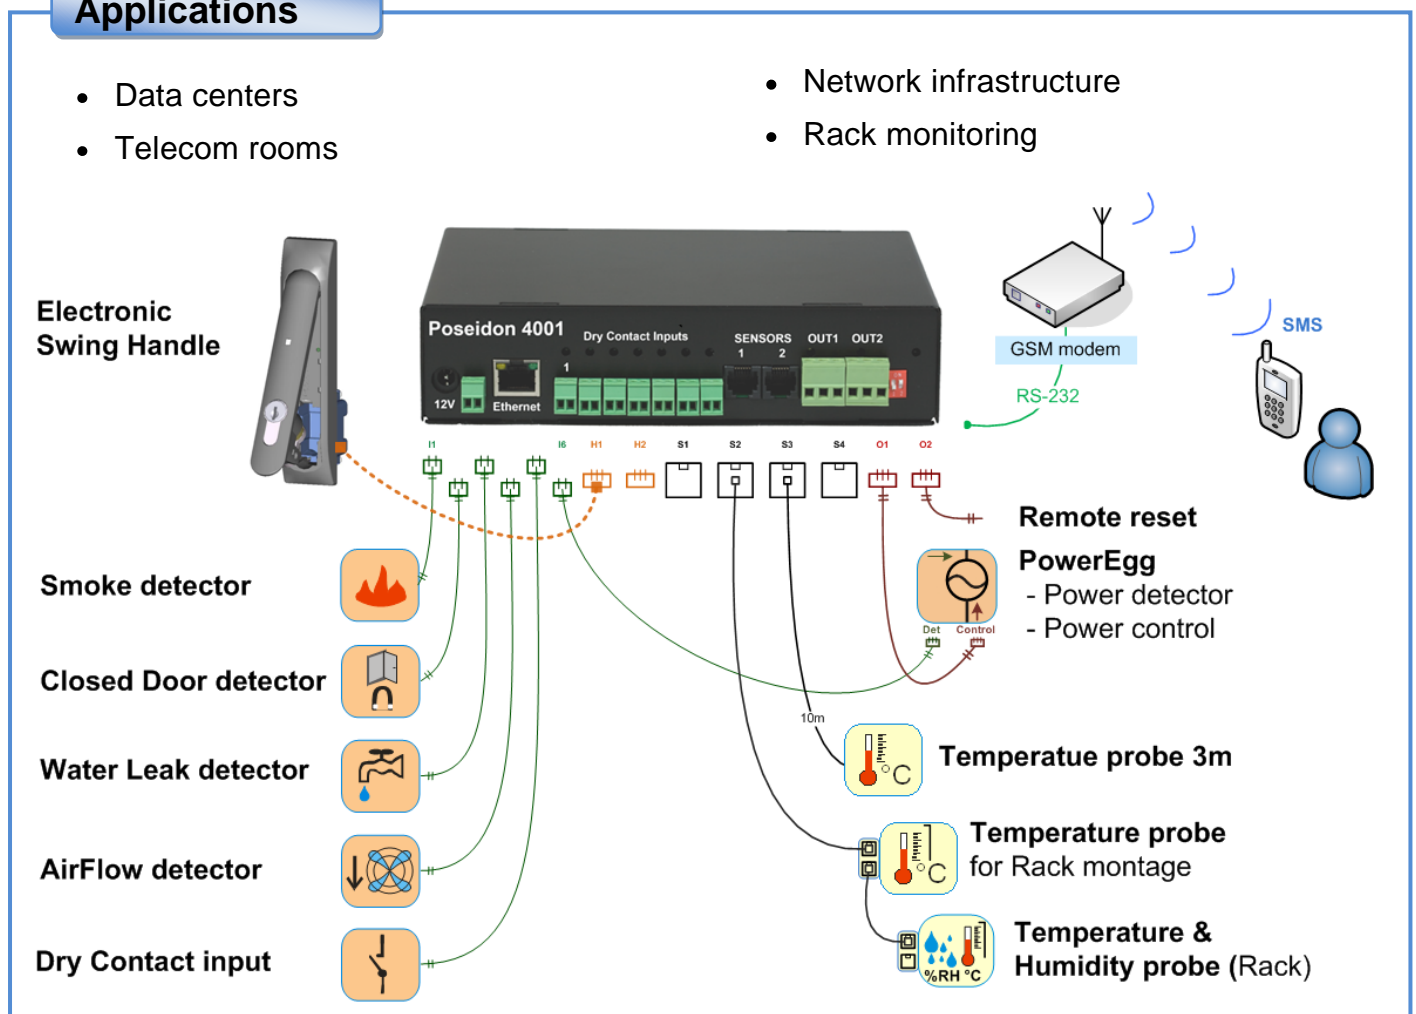 Applications
• Data centers
• Telecom rooms
• Network infrastructure
• Rack monitoring
Electronic
Swing Handle
Poseidon 4001
Dry Contact Inputs
SENSORS
1 2
OUT1 OUT2
1
12V
Ethernet
GSM modem
RS-232
SMS
I1 I6 H1 H2 S1 S2 S3 S4 O1 O2
Remote reset
PowerEgg
- Power detector
- Power control
Det Control
Smoke detector
Closed Door detector
Water Leak detector
AirFlow detector
Dry Contact input
10m
°C
Temperatue probe 3m
°C
Temperature probe
for Rack montage
%RH °C
Temperature &
Humidity probe (Rack)